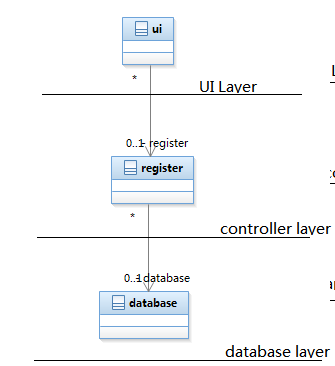 ui
*
UI Layer
0..1 - register
register
*
controller layer
0..1 - database
database
database layer